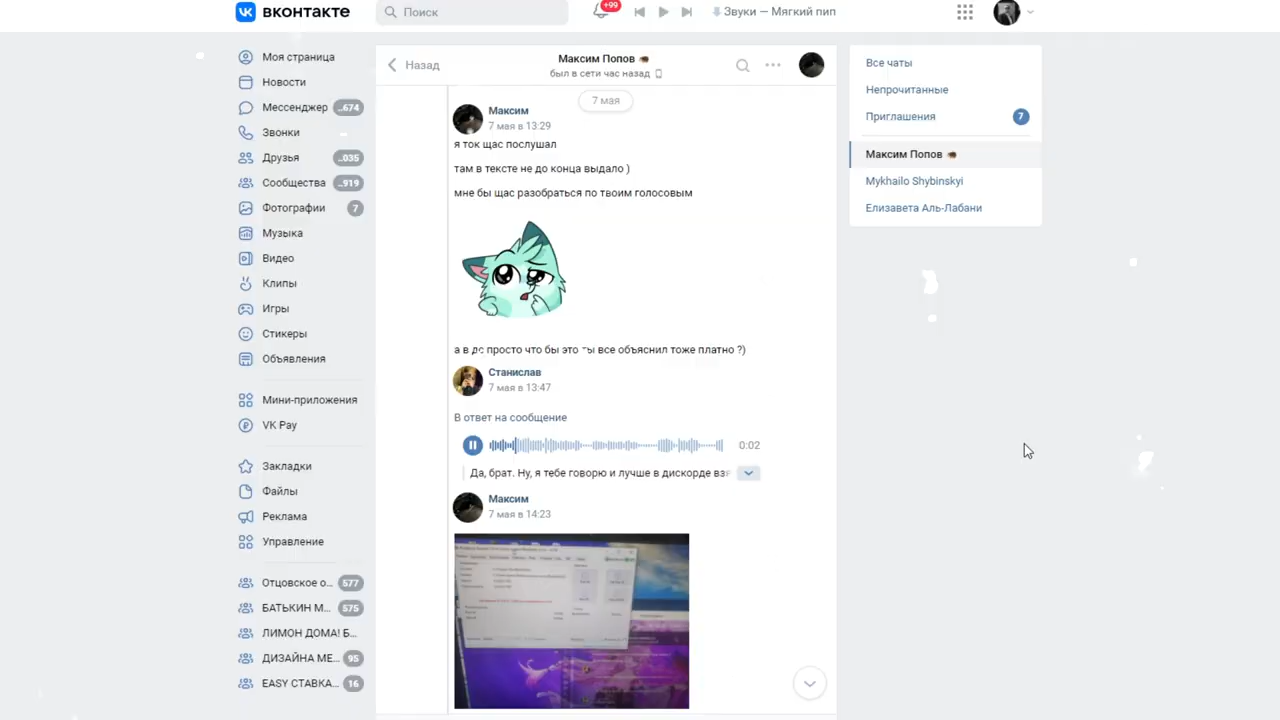 вконтакте
Поиск
+99
Звуки — Мягкий пип
Моя страница
Новости
Мессенджер ..674
Звонки
Друзья ..035
Сообщества ..919
Фотографии 7
Музыка
Видео
Клипы
Игры
Стикеры
Объявления
Мини-приложения
VK Pay
Закладки
Файлы
Реклама
Управление
Отцовское о... 577
БАТЬКИН М... 575
ЛИМОН ДОМА! Б...
ДИЗАЙНА МЕ... 95
EASY СТАВКА... 16
Назад
Максим Попов
был в сети час назад
7 мая
Максим
7 мая в 13:29
я ток щас послушал
там в тексте не до конца выдало )
мне бы щас разобраться по твоим голосовым
а в дс просто что бы это ты все объяснил тоже платно ?)
Станислав
7 мая в 13:47
В ответ на сообщение
0:02
Да, брат. Ну, я тебе говорю и лучше в дискорде взя
Максим
7 мая в 14:23
Все чаты
Непрочитанные
Приглашения 7
Максим Попов
Mykhailo Shybinskyi
Елизавета Аль-Лабани